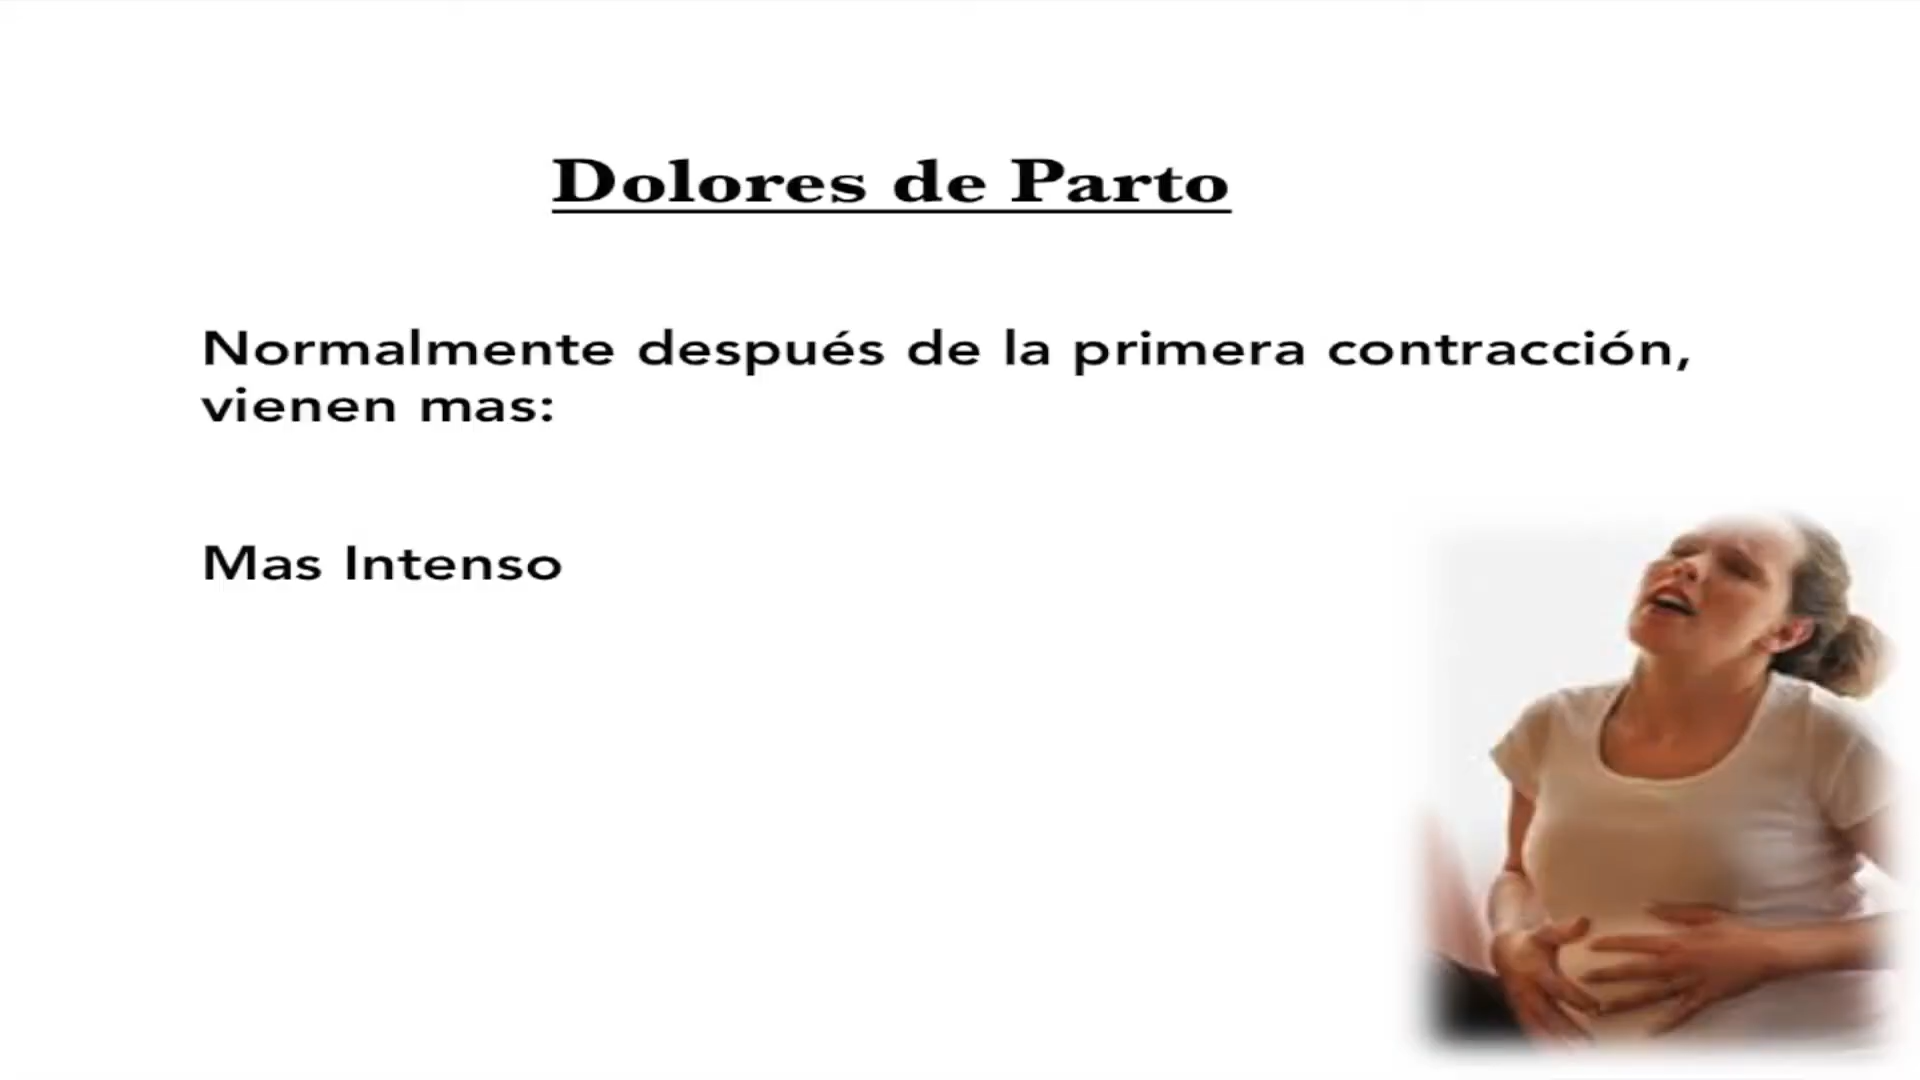 Dolores de Parto
Normalmente después de la primera contracción,
vienen mas:
Mas Intenso